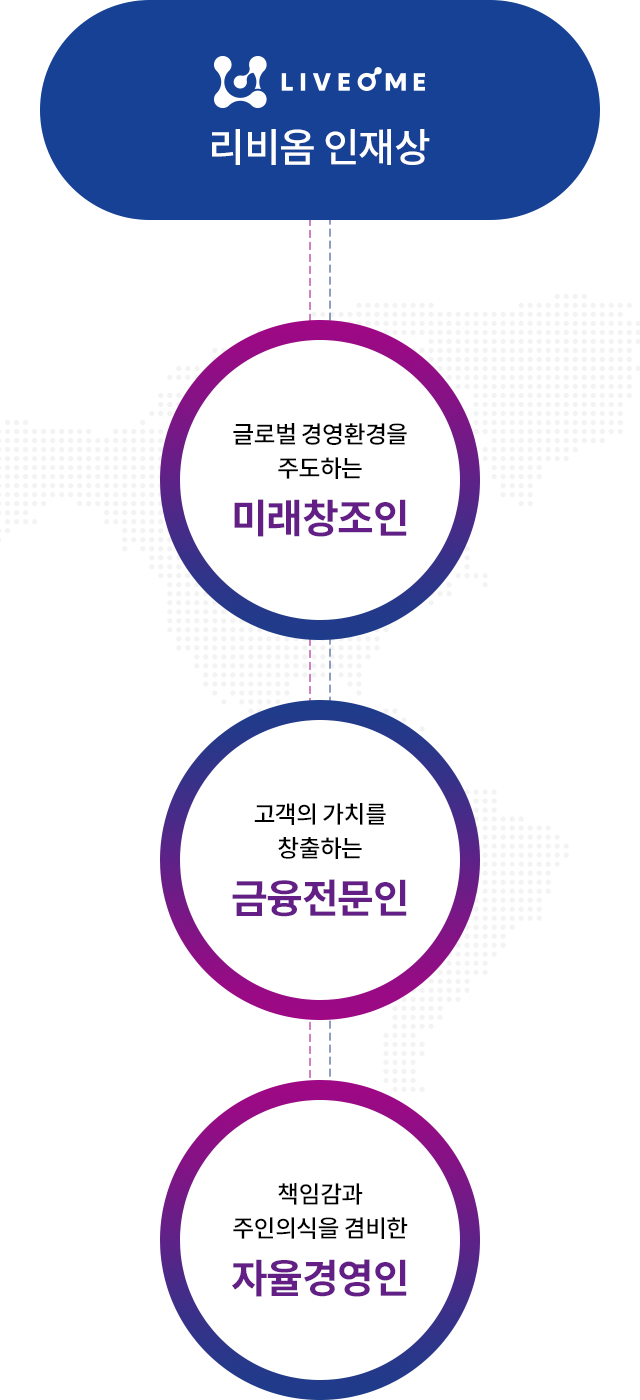 LIVEOME
리비옴 인재상
글로벌 경영환경을
주도하는
미래창조인
고객의 가치를
창출하는
금융전문인
책임감과
주인의식을 겸비한
자율경영인